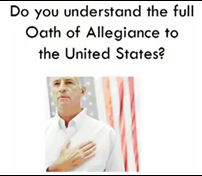 Do you understand the full
Oath of Allegiance to
the United States?